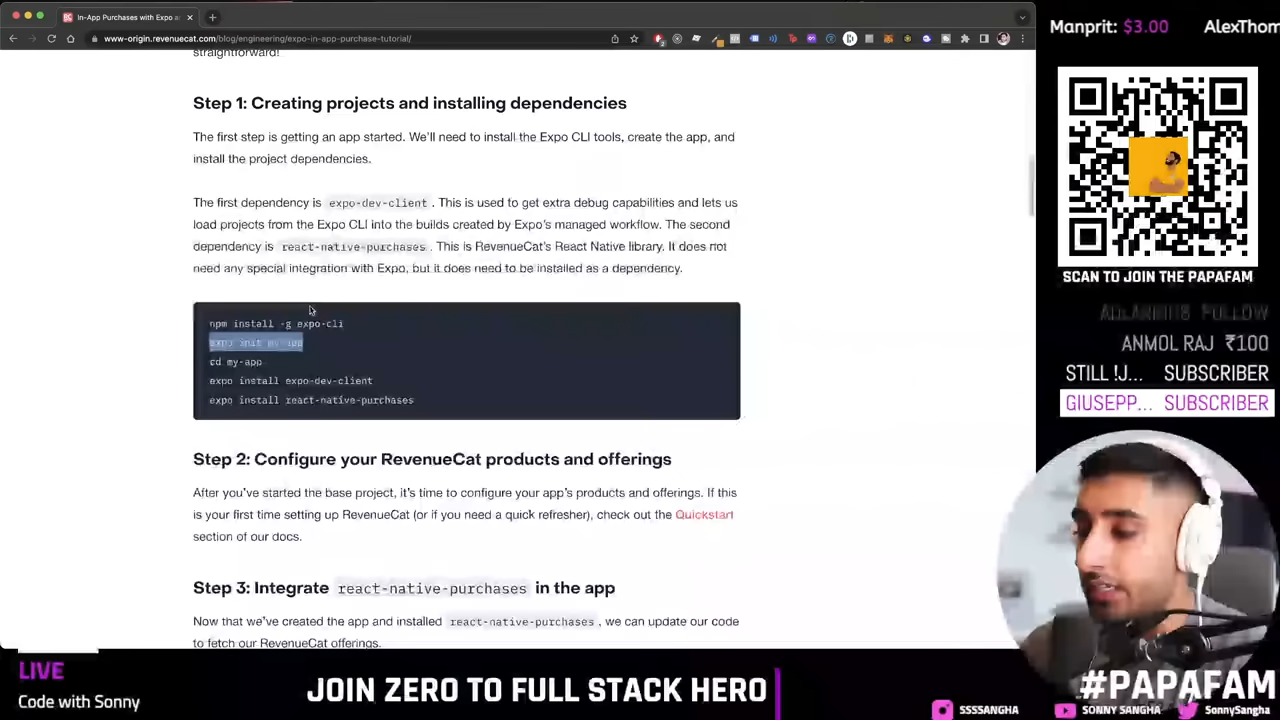 In-App Purchases with Expo a
www-origin.revenuecat.com/blog/engineering/expo-in-app-purchase-tutorial/
Manprit: $3.00 AlexThom
straightforward!
Step 1: Creating projects and installing dependencies
The first step is getting an app started. We'll need to install the Expo CLI tools, create the app, and
install the project dependencies.
The first dependency is expo-dev-client. This is used to get extra debug capabilities and lets us
load projects from the Expo CLI into the builds created by Expo's managed workflow. The second
dependency is react-native-purchases. This is RevenueCat's React Native library. It does not
need any special integration with Expo, but it does need to be installed as a dependency.
npm install -g expo-cli
expo init my-app
cd my-app
expo install expo-dev-client
expo install react-native-purchases
Step 2: Configure your RevenueCat products and offerings
After you've started the base project, it's time to configure your app's products and offerings. If this
is your first time setting up RevenueCat (or if you need a quick refresher), check out the Quickstart
section of our docs.
Step 3: Integrate react-native-purchases in the app
Now that we've created the app and installed react-native-purchases, we can update our code
to fetch our RevenueCat offerings.
SCAN TO JOIN THE PAPAFAM
FOLLOW
ANMOL RAJ ₹100
STILL !J... SUBSCRIBER
GIUSEPP... SUBSCRIBER
LIVE
Code with Sonny
JOIN ZERO TO FULL STACK HERO
#PAPAFAM
SSSSANGHA
SONNY SANGHA
SonnySangha